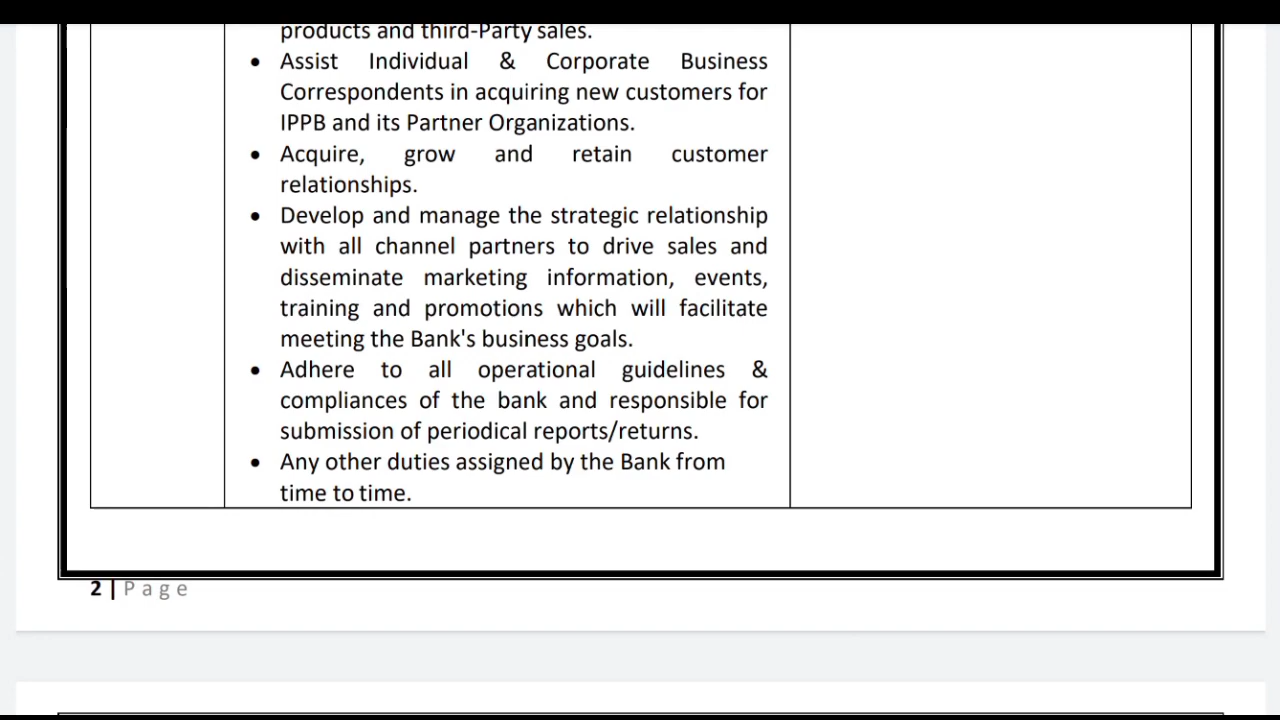 products and third-Party sales.
• Assist Individual & Corporate Business
Correspondents in acquiring new customers for
IPPB and its Partner Organizations.
• Acquire, grow and retain customer
relationships.
• Develop and manage the strategic relationship
with all channel partners to drive sales and
disseminate marketing information, events,
training and promotions which will facilitate
meeting the Bank's business goals.
• Adhere to all operational guidelines &
compliances of the bank and responsible for
submission of periodical reports/returns.
• Any other duties assigned by the Bank from
time to time.
2 | Page